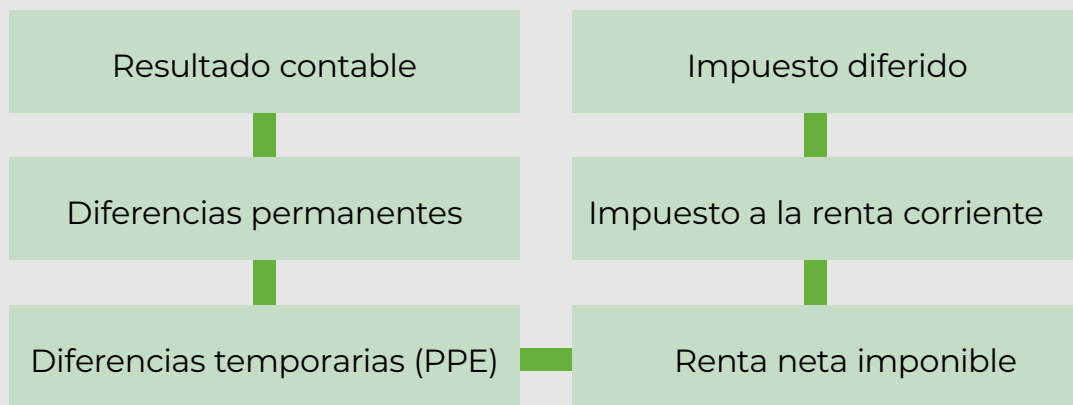 Resultado contable
Diferencias permanentes
Diferencias temporarias (PPE)
Renta neta imponible
Impuesto a la renta corriente
Impuesto diferido